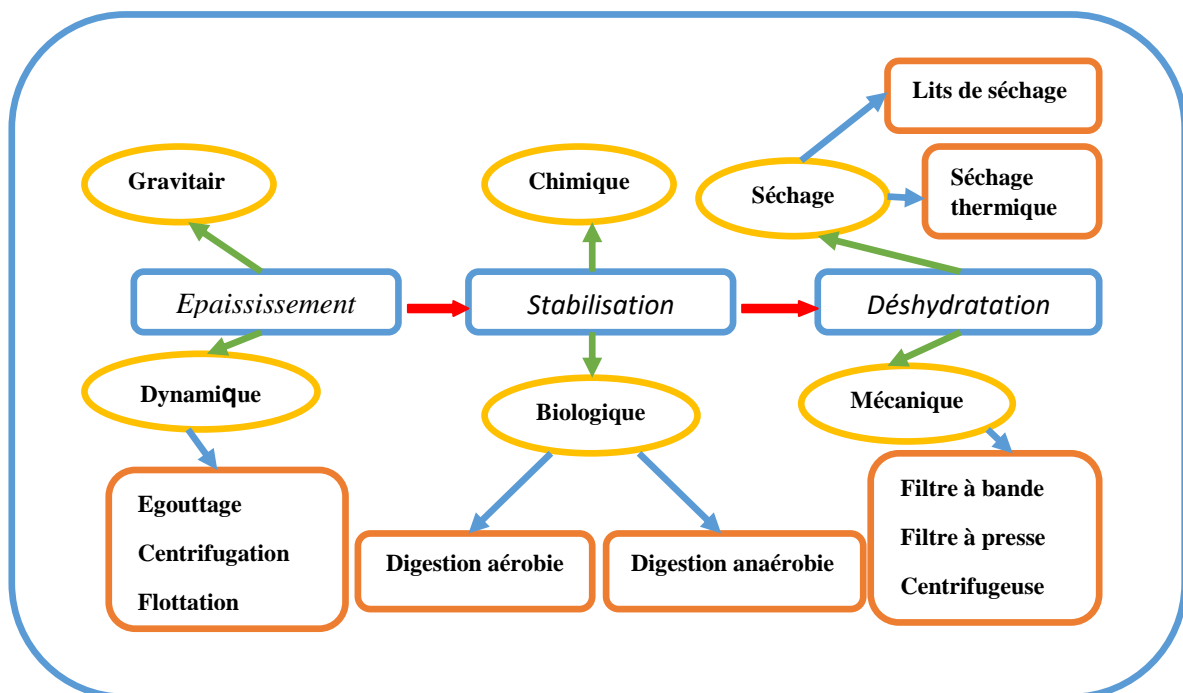 Lits de séchage
Gravitair
Chimique
Séchage
Séchage
thermique
Epaississement
Stabilisation
Déshydratation
Dynamique
Biologique
Mécanique
Egouttage
Centrifugation
Flottation
Digestion aérobie
Digestion anaérobie
Filtre à bande
Filtre à presse
Centrifugeuse